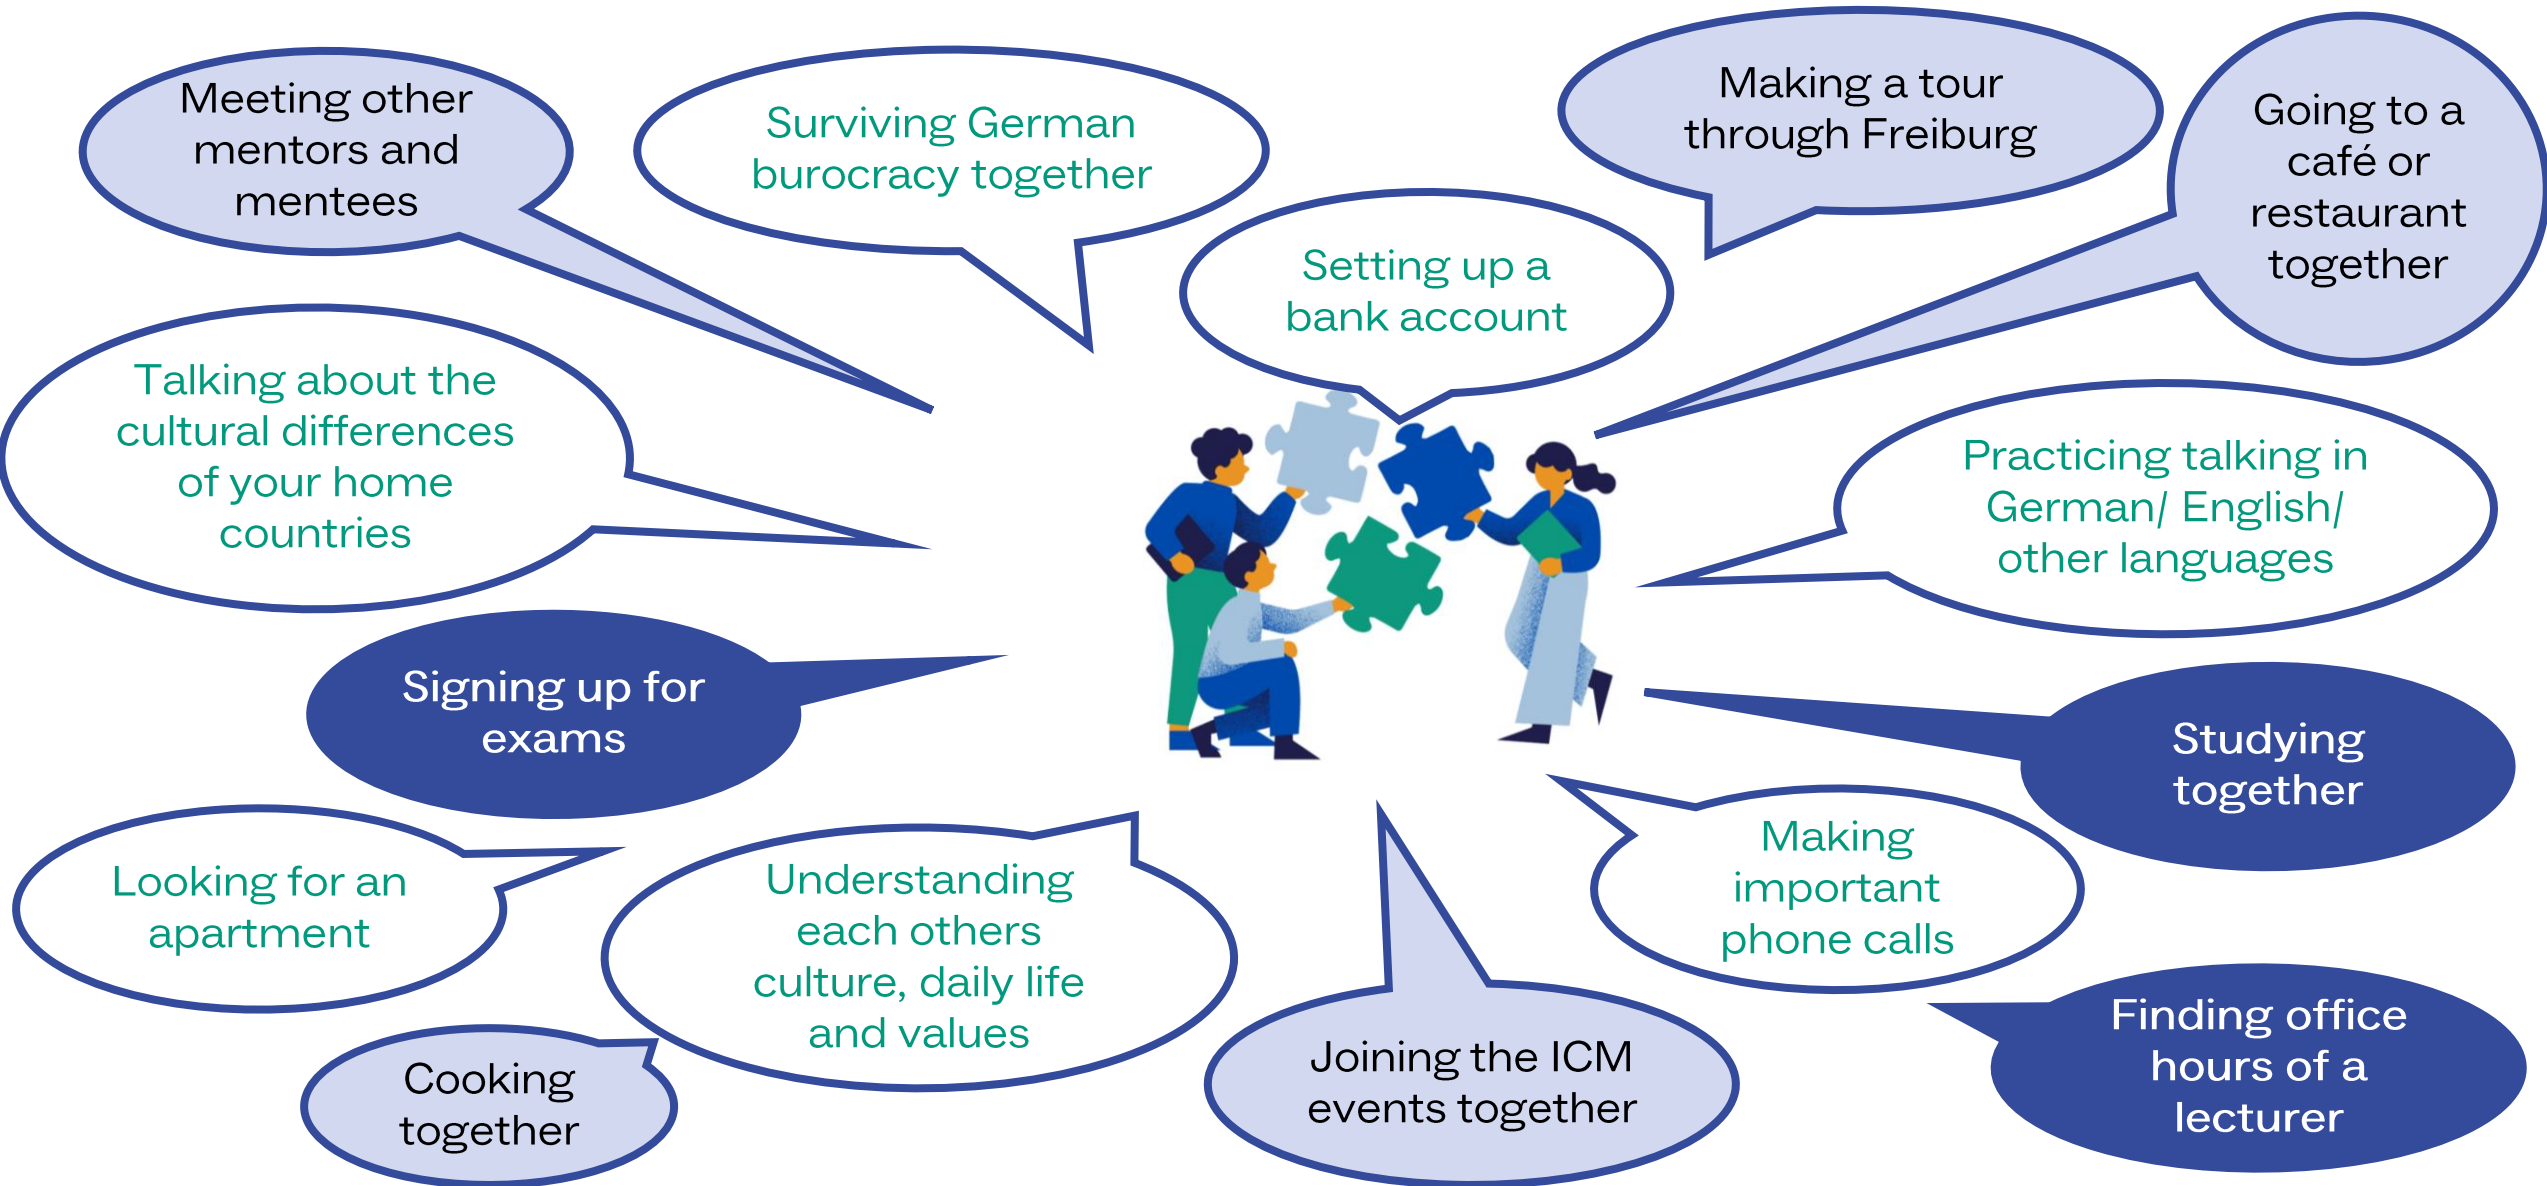 Meeting other
mentors and
mentees
Surviving German
burocracy together
Making a tour
through Freiburg
Going to a
café or
restaurant
together
Setting up a
bank account
Talking about the
cultural differences
of your home
countries
Practicing talking in
German/ English/
other languages
Signing up for
exams
Studying
together
Looking for an
apartment
Understanding
each others
culture, daily life
and values
Making
important
phone calls
Cooking
together
Joining the ICM
events together
Finding office
hours of a
lecturer